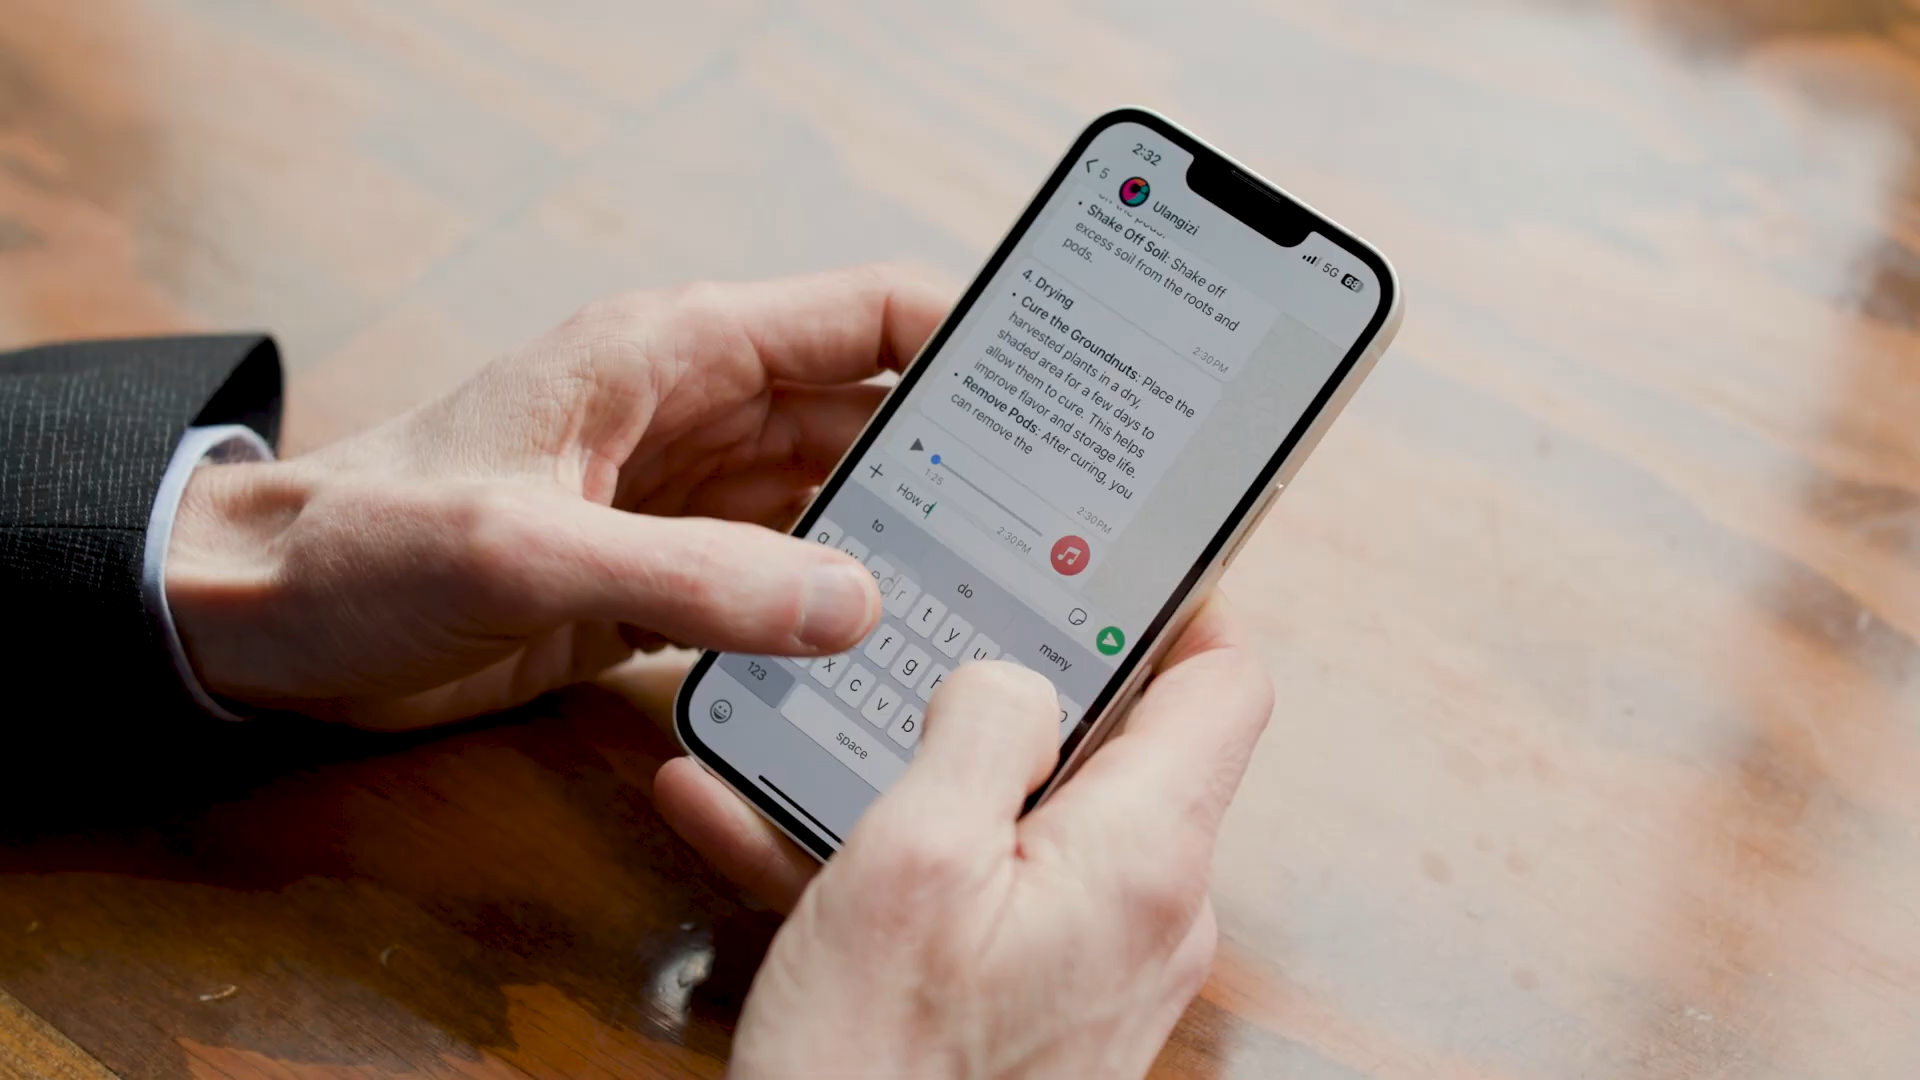 2:32
5G 68
5 Ulangizi
• Shake Off Soil: Shake off
excess soil from the roots and
pods.
2:30 PM
4. Drying
• Cure the Groundnuts: Place the
harvested plants in a dry,
shaded area for a few days to
allow them to cure. This helps
improve flavor and storage life.
• Remove Pods: After curing, you
can remove the
2:30 PM
1:25
2:30 PM
How d
to
do
many
q w e d r t y u
f g h
x c v b
123
space